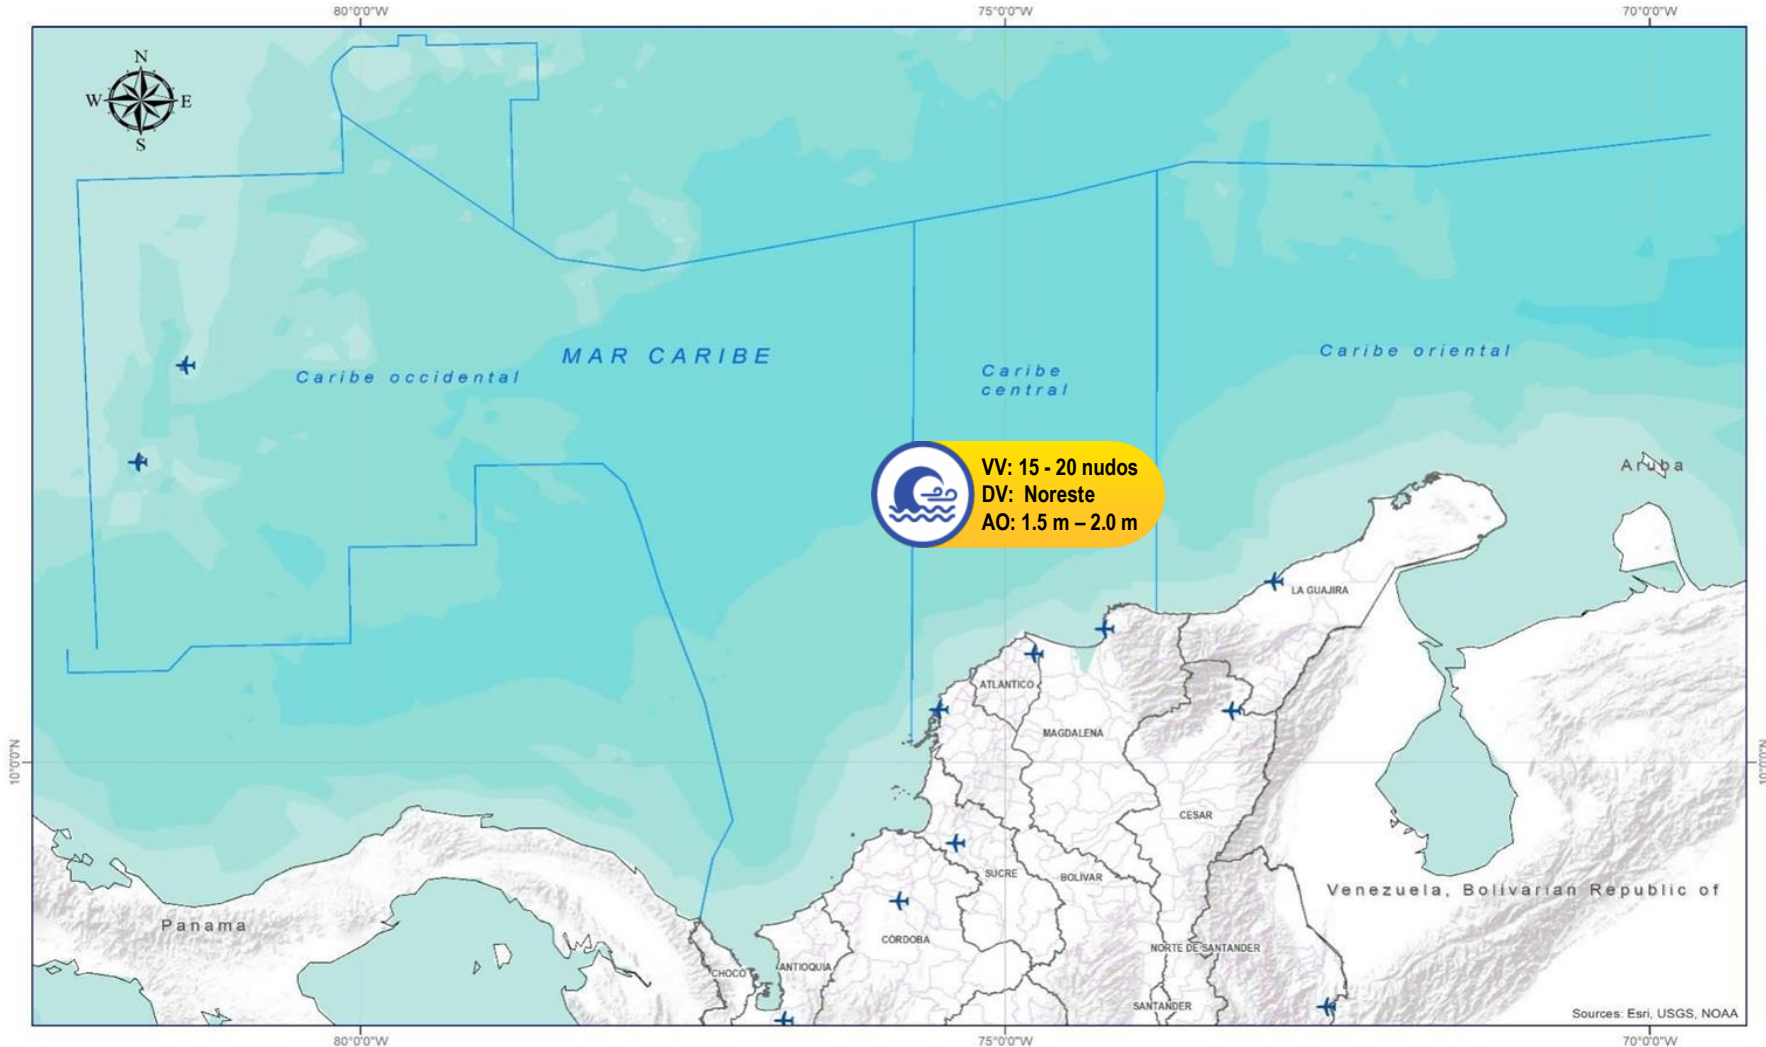 80°0'0"W
75°0'0"W
70°0'0"W
N
W
E
S
MAR CARIBE
Caribe occidental
Caribe
central
Caribe oriental
VV: 15 - 20 nudos
DV: Noreste
AO: 1.5 m – 2.0 m
Aruba
LA GUAJIRA
ATLANTICO
MAGDALENA
10°0'0"N
10°0'0"N
CESAR
SUCRE
BOLIVAR
Venezuela, Bolivarian Republic of
Panama
CORDOBA
NORTE DE SANTANDER
CHOCO
ANTIOQUIA
SANTANDER
Sources: Esri, USGS, NOAA
80°0'0"W
75°0'0"W
70°0'0"W